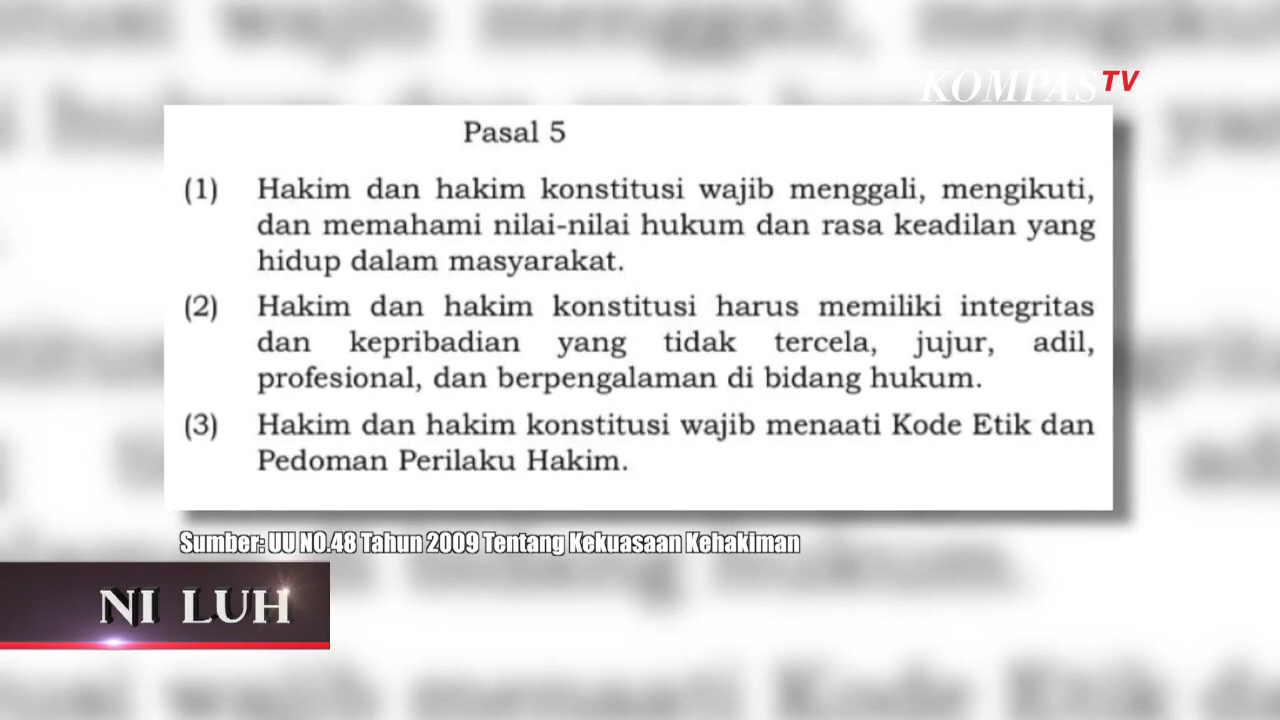 KOMPASTV
Pasal 5
(1) Hakim dan hakim konstitusi wajib menggali, mengikuti,
dan memahami nilai-nilai hukum dan rasa keadilan yang
hidup dalam masyarakat.
(2) Hakim dan hakim konstitusi harus memiliki integritas
dan kepribadian yang tidak tercela, jujur, adil,
profesional, dan berpengalaman di bidang hukum.
(3) Hakim dan hakim konstitusi wajib menaati Kode Etik dan
Pedoman Perilaku Hakim.
Sumber: UU NO.48 Tahun 2009 Tentang Kekuasaan Kehakiman
NI LUH